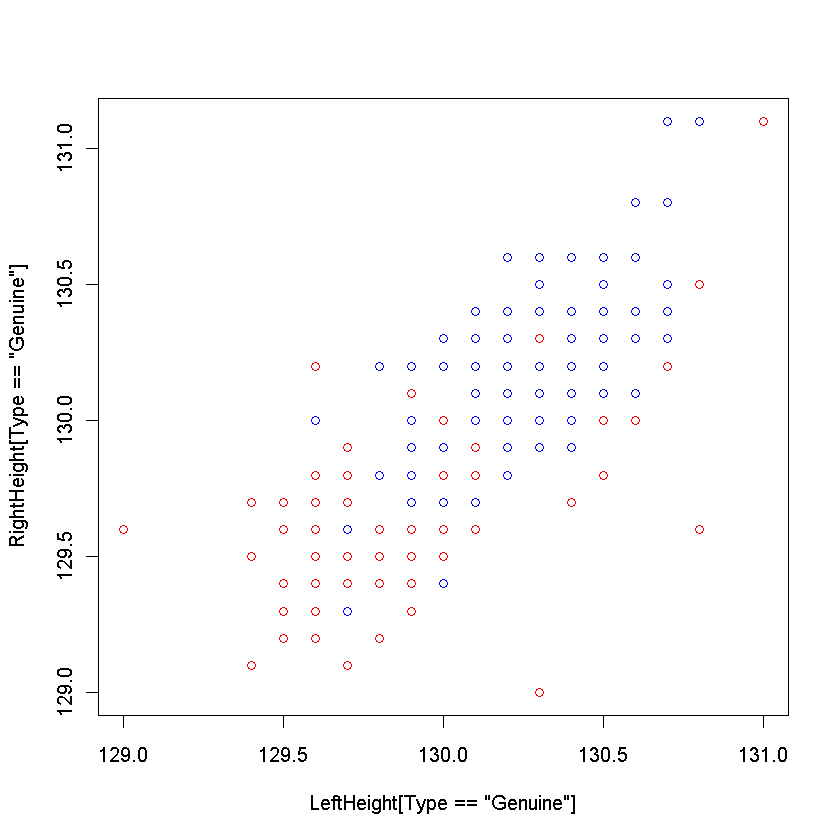 131.0
130.5
130.0
129.5
129.0
RightHeight[Type == "Genuine"]
129.0 129.5 130.0 130.5 131.0
LeftHeight[Type == "Genuine"]